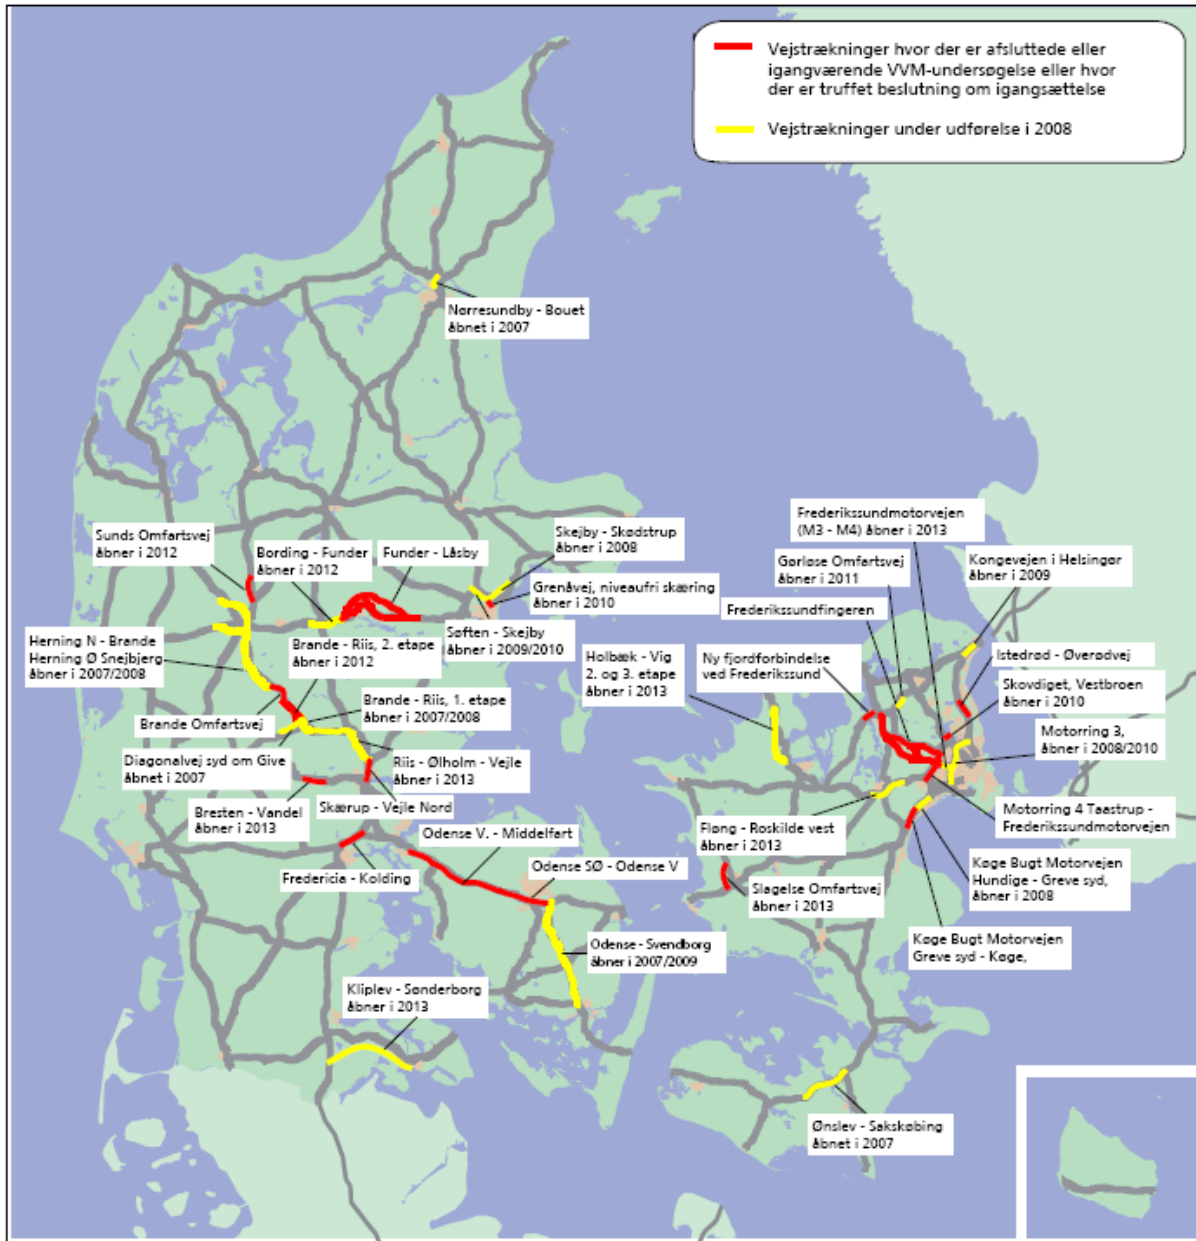 Vejstrækninger hvor der er afsluttede eller
igangværende VVM-undersøgelse eller hvor
der er truffet beslutning om igangsættelse
Vejstrækninger under udførelse i 2008
Nørresundby - Bouet
åbnet i 2007
Sunds Omfartsvej
åbner i 2012
Bording - Funder
åbner i 2012
Funder - Låsby
Skejby - Skødstrup
åbner i 2008
Grenåvej, niveaufri skæring
åbner i 2010
Søften - Skejby
åbner i 2009/2010
Herning N - Brande
Herning Ø Snejbjerg
åbner i 2007/2008
Brande - Riis, 2. etape
åbner i 2012
Brande - Riis, 1. etape
åbner i 2007/2008
Brande Omfartsvej
Diagonalvej syd om Give
åbnet i 2007
Riis - Ølholm - Vejle
åbner i 2013
Bresten - Vandel
åbner i 2013
Skærup - Vejle Nord
Fredericia - Kolding
Odense V. - Middelfart
Odense SØ - Odense V
Odense - Svendborg
åbner i 2007/2009
Kliplev - Sønderborg
åbner i 2013
Frederikssundmotorvejen
(M3 - M4) åbner i 2013
Gørløse Omfartsvej
åbner i 2011
Frederikssundfingeren
Kongevejen i Helsingør
åbner i 2009
Holbæk - Vig
2. og 3. etape
åbner i 2013
Ny fjordforbindelse
ved Frederikssund
Istedrød - Øverødvej
Skovdiget, Vestbroen
åbner i 2010
Motorring 3,
åbner i 2008/2010
Motorring 4 Taastrup -
Frederikssundmotorvejen
Fløng - Roskilde vest
åbner i 2013
Slagelse Omfartsvej
åbner i 2013
Køge Bugt Motorvejen
Hundige - Greve syd,
åbner i 2008
Køge Bugt Motorvejen
Greve syd - Køge,
Ønslev - Sakskøbing
åbnet i 2007